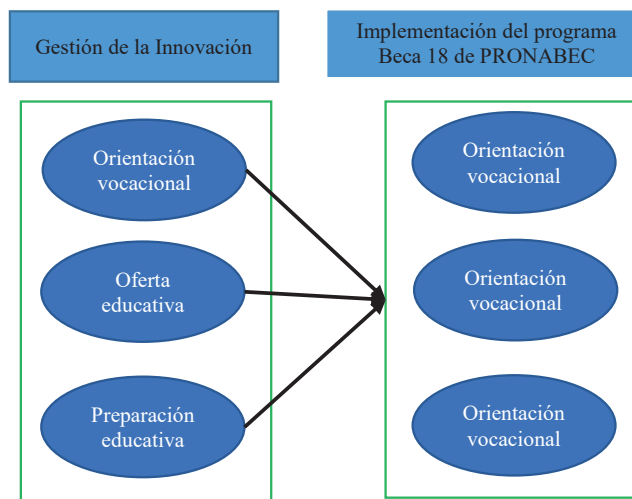 Gestión de la Innovación
Implementación del programa
Beca 18 de PRONABEC
Orientación
vocacional
Oferta
educativa
Preparación
educativa
Orientación
vocacional
Orientación
vocacional
Orientación
vocacional